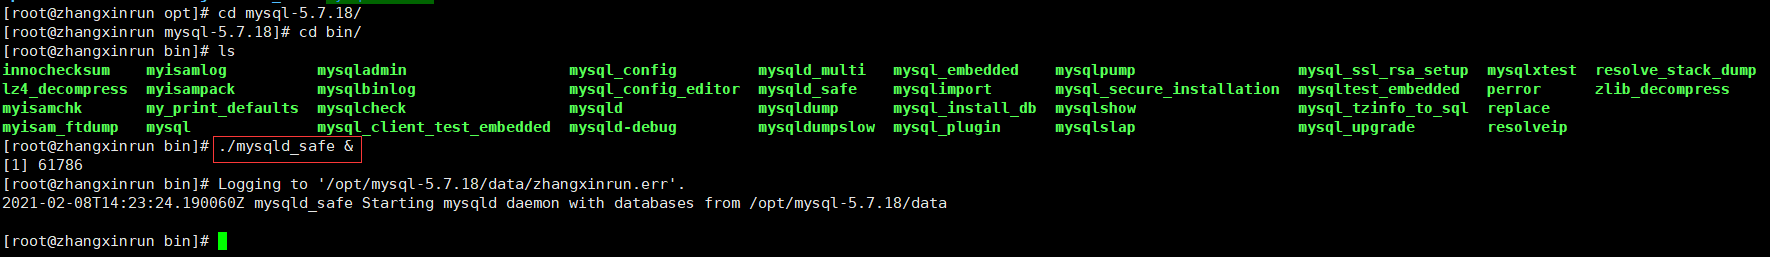 [root@zhangxinrun opt]# cd mysql-5.7.18/
[root@zhangxinrun mysql-5.7.18]# cd bin/
[root@zhangxinrun bin]# ls
innochecksum myisamlog mysqladmin mysql_config mysqld_multi mysql_embedded mysqlpump mysql_ssl_rsa_setup mysqlxtest resolve_stack_dump
lz4_decompress myisampack mysqlbinlog mysql_config_editor mysqld_safe mysqlimport mysql_secure_installation mysqltest_embedded perror zlib_decompress
myisamchk my_print_defaults mysqlcheck mysqld mysqldump mysql_install_db mysqlshow mysql_tzinfo_to_sql replace
myisam_ftdump mysql mysql_client_test_embedded mysqld-debug mysqldumpslow mysql_plugin mysqlslap mysql_upgrade resolveip
[root@zhangxinrun bin]# ./mysqld_safe &
[1] 61786
[root@zhangxinrun bin]# Logging to '/opt/mysql-5.7.18/data/zhangxinrun.err'.
2021-02-08T14:23:24.190060Z mysqld_safe Starting mysqld daemon with databases from /opt/mysql-5.7.18/data
[root@zhangxinrun bin]#